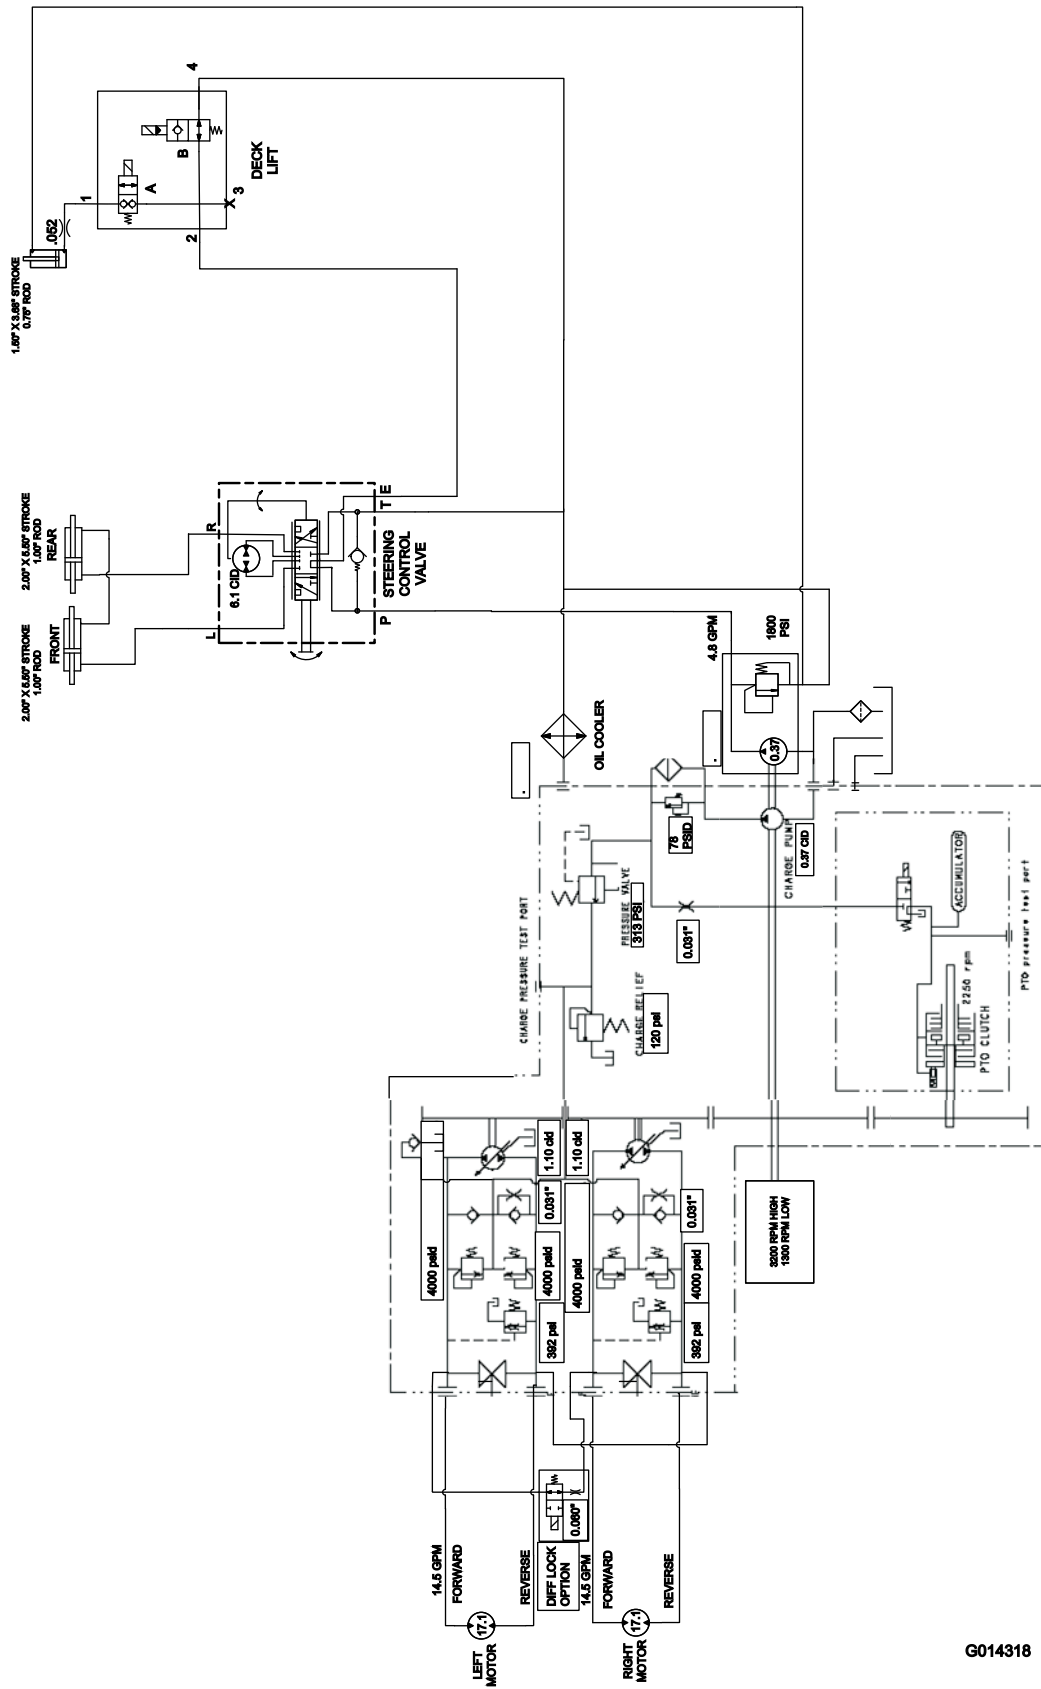 1.50" X 3.68" STROKE
0.75" ROD
.052
1
2
3
4
A
B
DECK
LIFT
2.00" X 5.50" STROKE
1.00" ROD
REAR
2.00" X 5.50" STROKE
1.00" ROD
FRONT
L
R
6.1 CID
P
T
E
STEERING
CONTROL
VALVE
OIL COOLER
4.8 GPM
1800
PSI
0.37
CHARGE PUMP
0.37 CID
78
PSID
CHARGE PRESSURE TEST PORT
PRESSURE VALVE
313 PSI
0.031"
CHARGE RELIEF
120 psi
ACCUMULATOR
PTO pressure test port
2250 rpm
PTO CLUTCH
3200 RPM HIGH
1300 RPM LOW
1.10 cid
1.10 cid
0.031"
0.031"
4000 psid
4000 psid
4000 psid
4000 psid
392 psi
392 psi
0.060"
DIFF LOCK
OPTION
14.5 GPM
FORWARD
REVERSE
14.5 GPM
FORWARD
REVERSE
17.1
LEFT
MOTOR
17.1
RIGHT
MOTOR
G014318